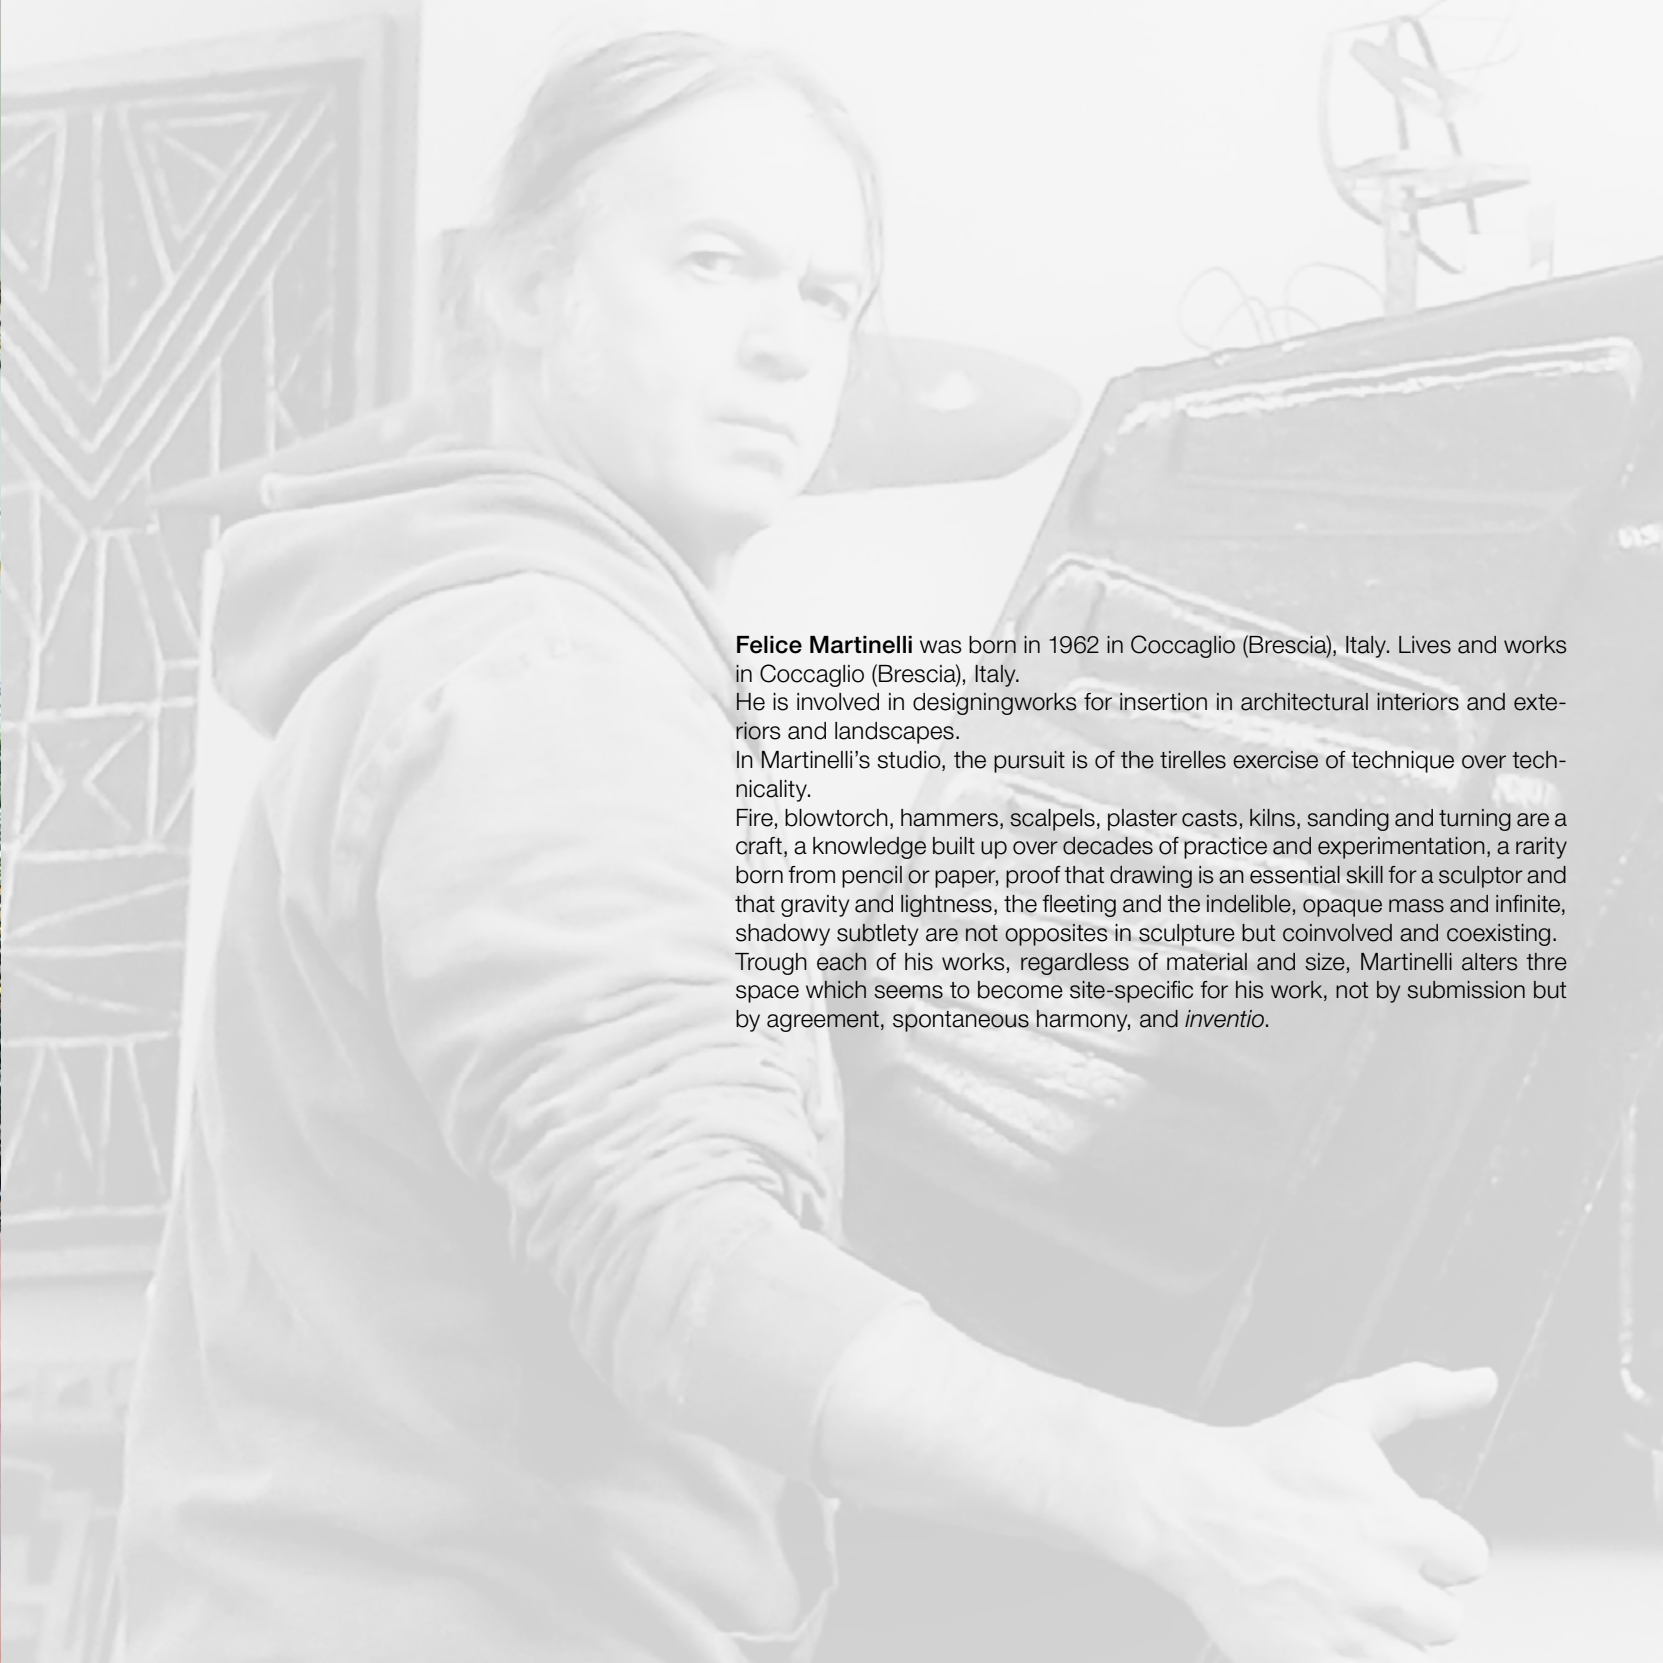 Felice Martinelli was born in 1962 in Coccaglio (Brescia), Italy. Lives and works
in Coccaglio (Brescia), Italy.
He is involved in designingworks for insertion in architectural interiors and exte-
riors and landscapes.
In Martinelli’s studio, the pursuit is of the tirelles exercise of technique over tech-
nicality.
Fire, blowtorch, hammers, scalpels, plaster casts, kilns, sanding and turning are a
craft, a knowledge built up over decades of practice and experimentation, a rarity
born from pencil or paper, proof that drawing is an essential skill for a sculptor and
that gravity and lightness, the fleeting and the indelible, opaque mass and infinite,
shadowy subtlety are not opposites in sculpture but coinvolved and coexisting.
Trough each of his works, regardless of material and size, Martinelli alters thre
space which seems to become site-specific for his work, not by submission but
by agreement, spontaneous harmony, and inventio.